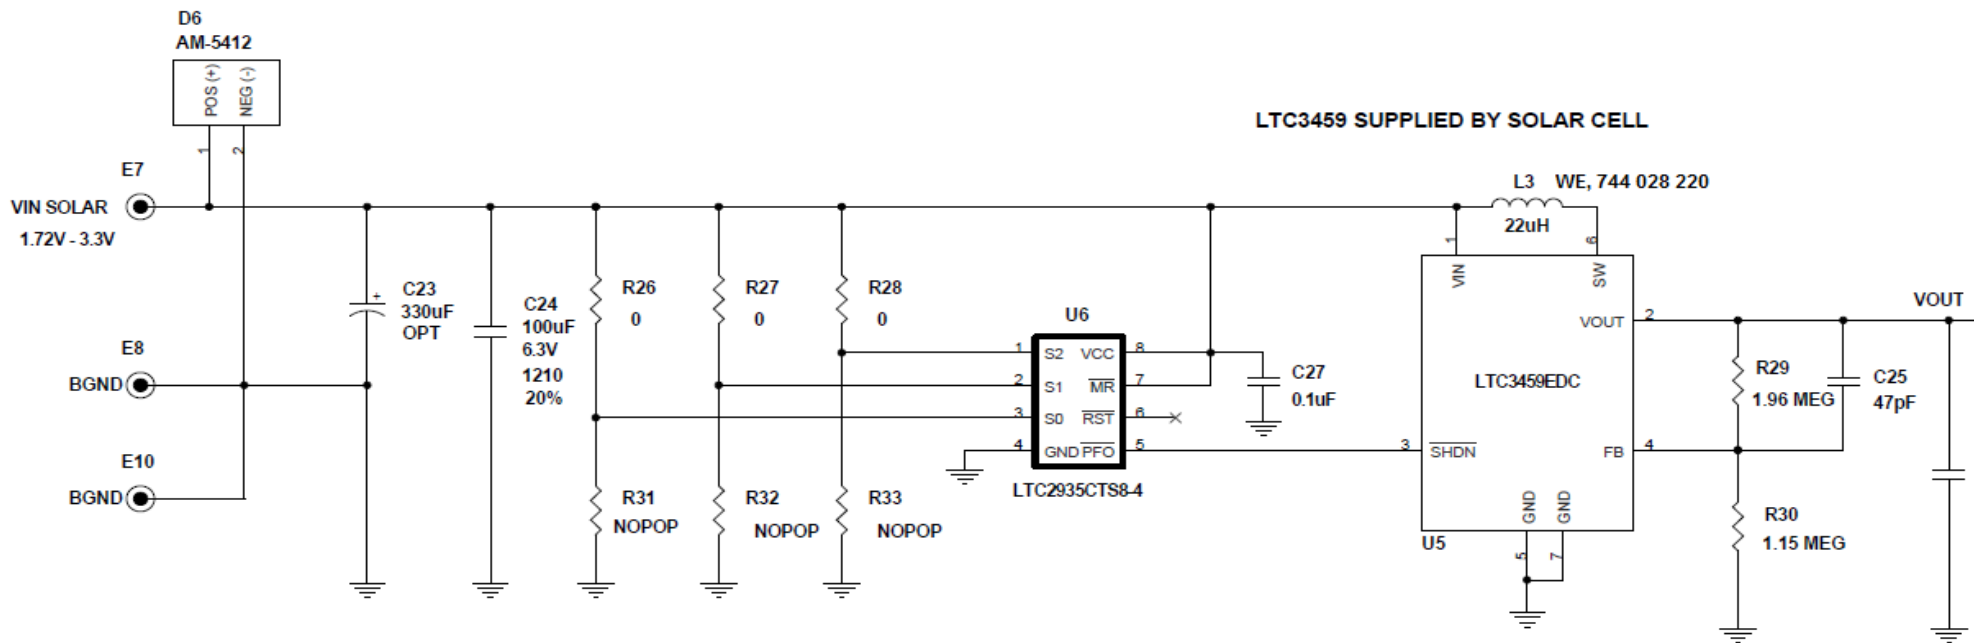 D6
AM-5412
POS (+)
NEG (-)
1
2
LTC3459 SUPPLIED BY SOLAR CELL
E7
VIN SOLAR
1.72V - 3.3V
L3 WE, 744 028 220
22uH
1
6
VIN
SW
C23
330uF
OPT
+
C24
100uF
6.3V
1210
20%
R26
0
R27
0
R28
0
U6
1 S2 VCC 8
2 S1 MR 7
3 S0 RST 6
4 GND PFO 5
LTC2935CTS8-4
C27
0.1uF
VOUT 2
VOUT
LTC3459EDC
R29
1.96 MEG
C25
47pF
3 SHDN
FB 4
GND
GND
5
7
U5
R30
1.15 MEG
E8
BGND
E10
BGND
R31
NOPOP
R32
NOPOP
R33
NOPOP